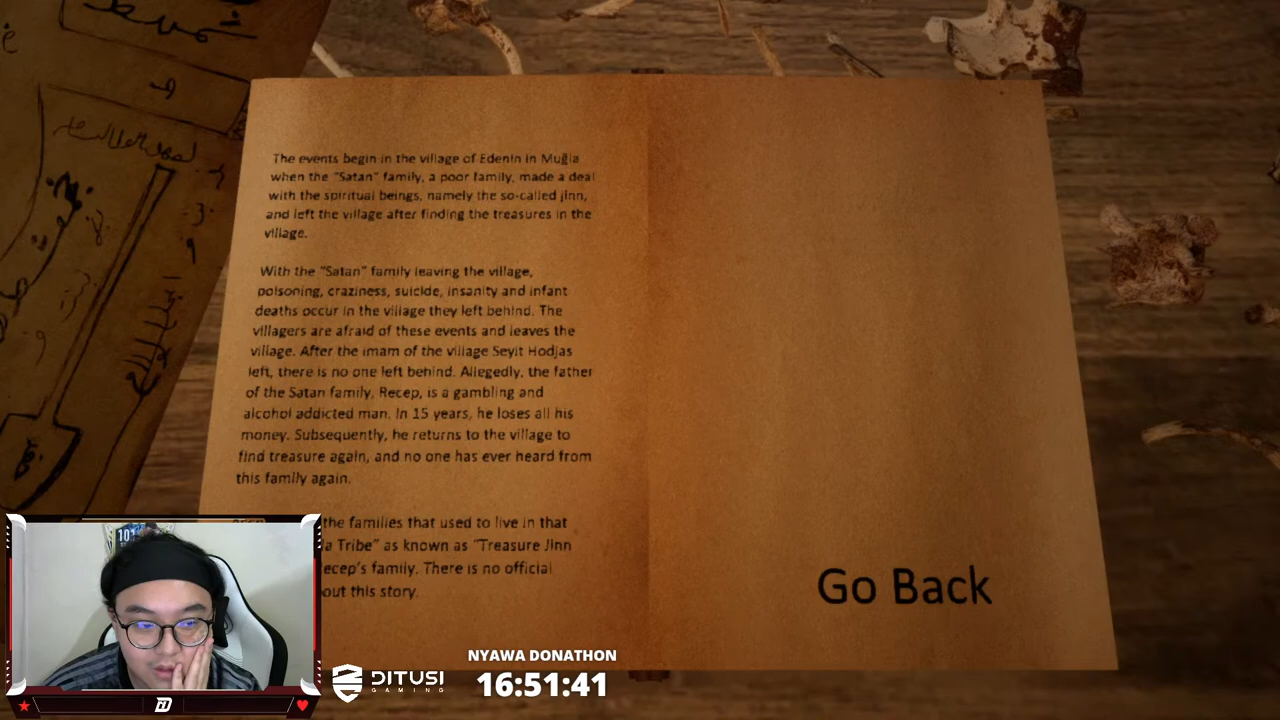 The events begin in the village of Edenin in Muğla
when the "Satan" family, a poor family, made a deal
with the spiritual beings, namely the so-called jinn,
and left the village after finding the treasures in the
village.
With the "Satan" family leaving the village,
poisoning, craziness, suicide, insanity and infant
deaths occur in the village they left behind. The
villagers are afraid of these events and leaves the
village. After the imam of the village Seyit Hodjas
left, there is no one left behind. Allegedly, the father
of the Satan family, Recep, is a gambling and
alcohol addicted man. In 15 years, he loses all his
money. Subsequently, he returns to the village to
find treasure again, and no one has ever heard from
this family again.
the families that used to live in that
Tribe" as known as "Treasure Jinn
family. There is no official
this story.
Go Back
NYAWA DONATHON
DITUSI
GAMING
16:51:41